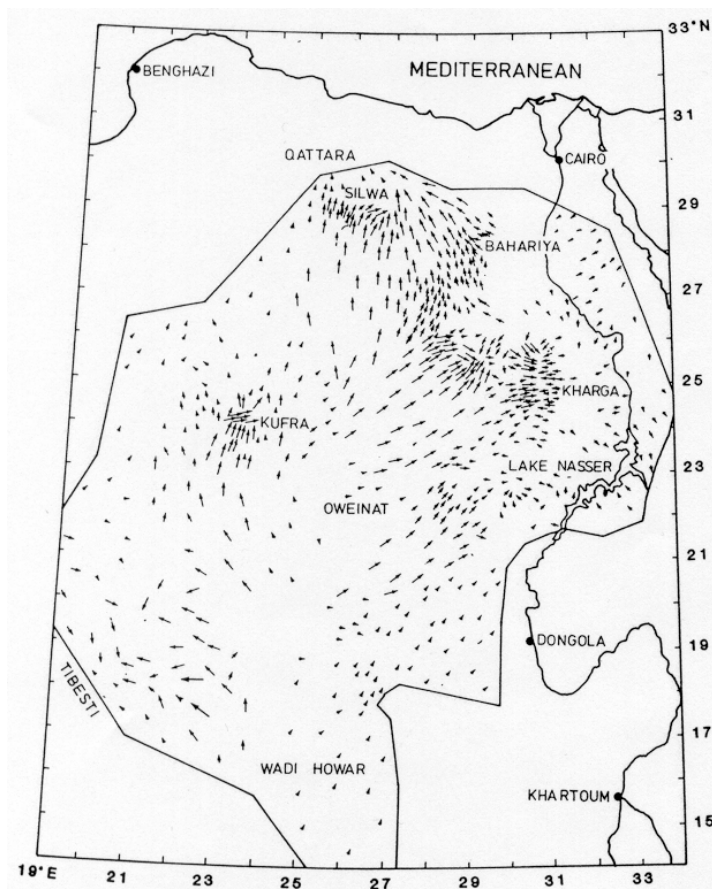 33°N
BENGHAZI
MEDITERRANEAN
31
QATTARA
CAIRO
SILWA
29
BAHARIYA
27
25
KUFRA
KHARGA
LAKE NASSER
23
OWEINAT
21
DONGOLA
19
TIBESTI
17
WADI HOWAR
KHARTOUM
15
19°E
21
23
25
27
29
31
33